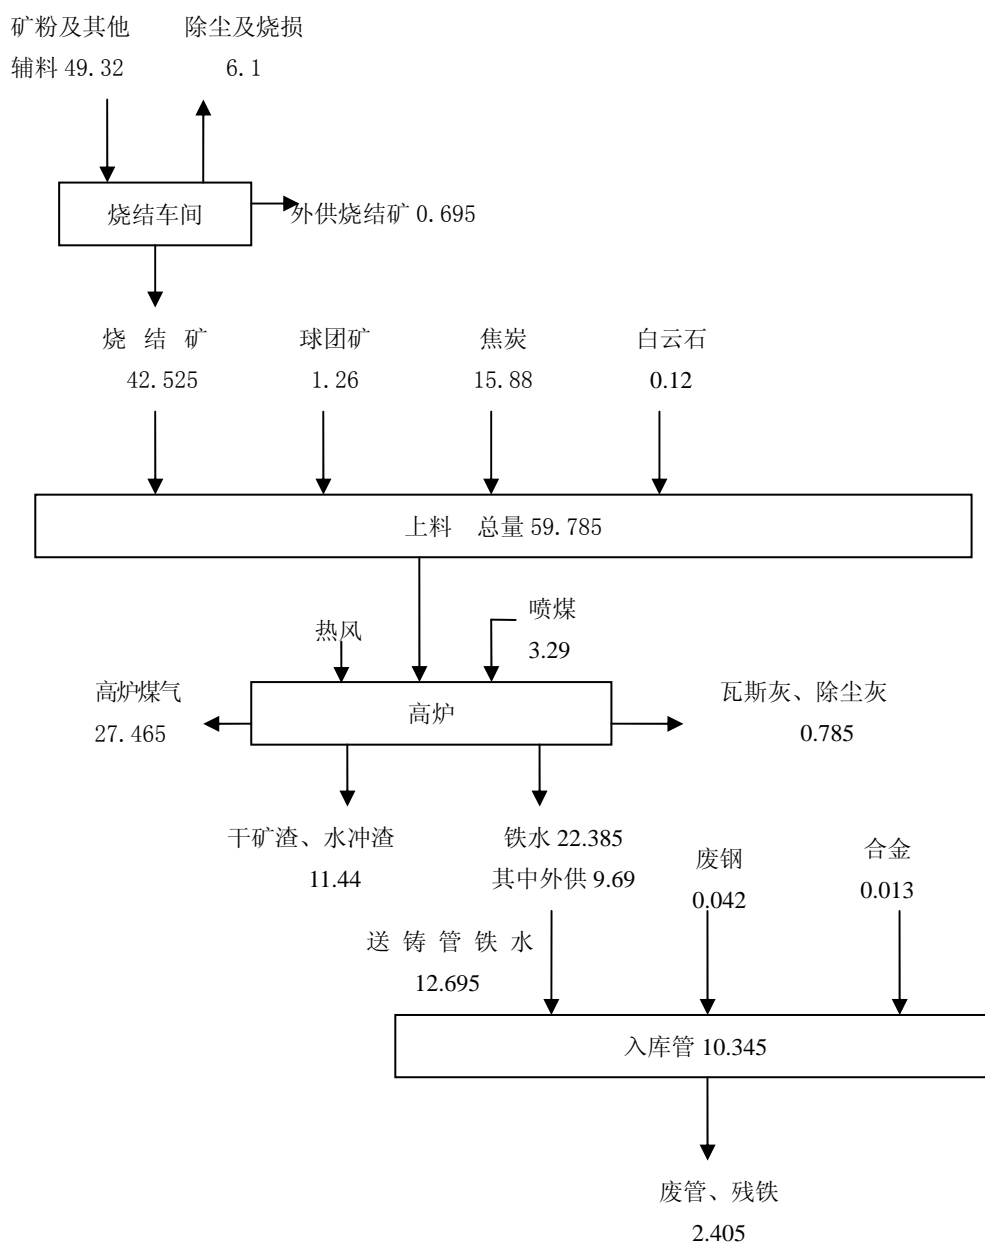 矿粉及其他
辅料 49.32
除尘及烧损
6.1
烧结车间
外供烧结矿 0.695
烧 结 矿
42.525
球团矿
1.26
焦炭
15.88
白云石
0.12
上料 总量 59.785
热风
喷煤
3.29
高炉煤气
27.465
高炉
瓦斯灰、除尘灰
0.785
干矿渣、水冲渣
11.44
铁水 22.385
其中外供 9.69
废钢
0.042
合金
0.013
送 铸 管 铁 水
12.695
入库管 10.345
废管、残铁
2.405